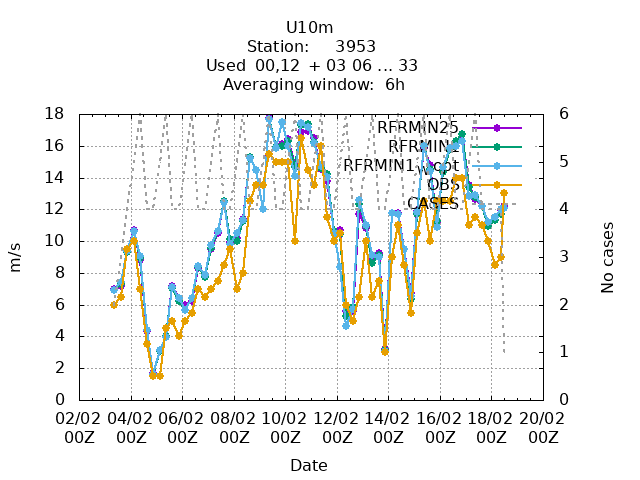 U10m
Station: 3953
Used 00,12 + 03 06 ... 33
Averaging window: 6h
18 6
16 5
14
12 4
10
8 3
6 2
4
2 1
0 0
m/s
No cases
RFRMIN25
RFRMIN1
RFRMIN1.wcpt
OBS
CASES
02/02 04/02 06/02 08/02 10/02 12/02 14/02 16/02 18/02 20/02
00Z 00Z 00Z 00Z 00Z 00Z 00Z 00Z 00Z 00Z
Date